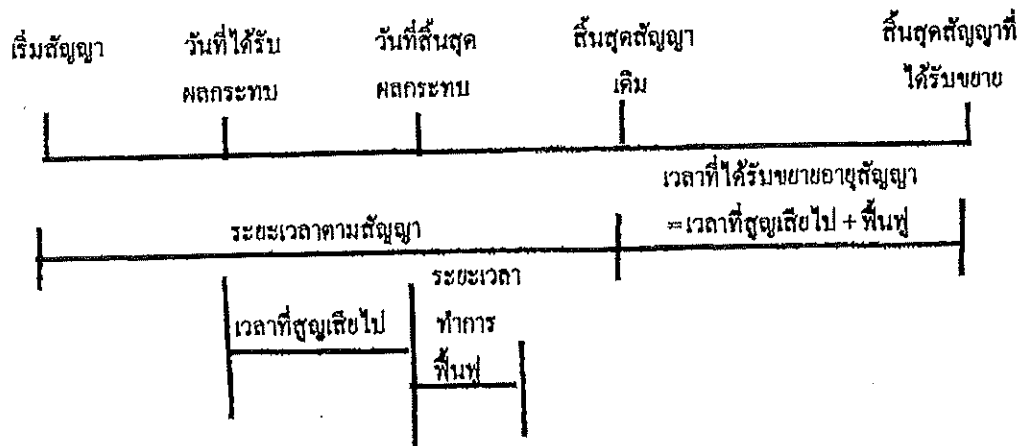 เริ่มสัญญา
วันที่ได้รับ
ผลกระทบ
วันที่สิ้นสุด
ผลกระทบ
สิ้นสุดสัญญา
เดิม
สิ้นสุดสัญญาที่
ได้รับขยาย
เวลาที่ได้รับขยายอายุสัญญา
=เวลาที่สูญเสียไป + ฟื้นฟู
ระยะเวลาตามสัญญา
ระยะเวลา
ทำการ
ฟื้นฟู
เวลาที่สูญเสียไป